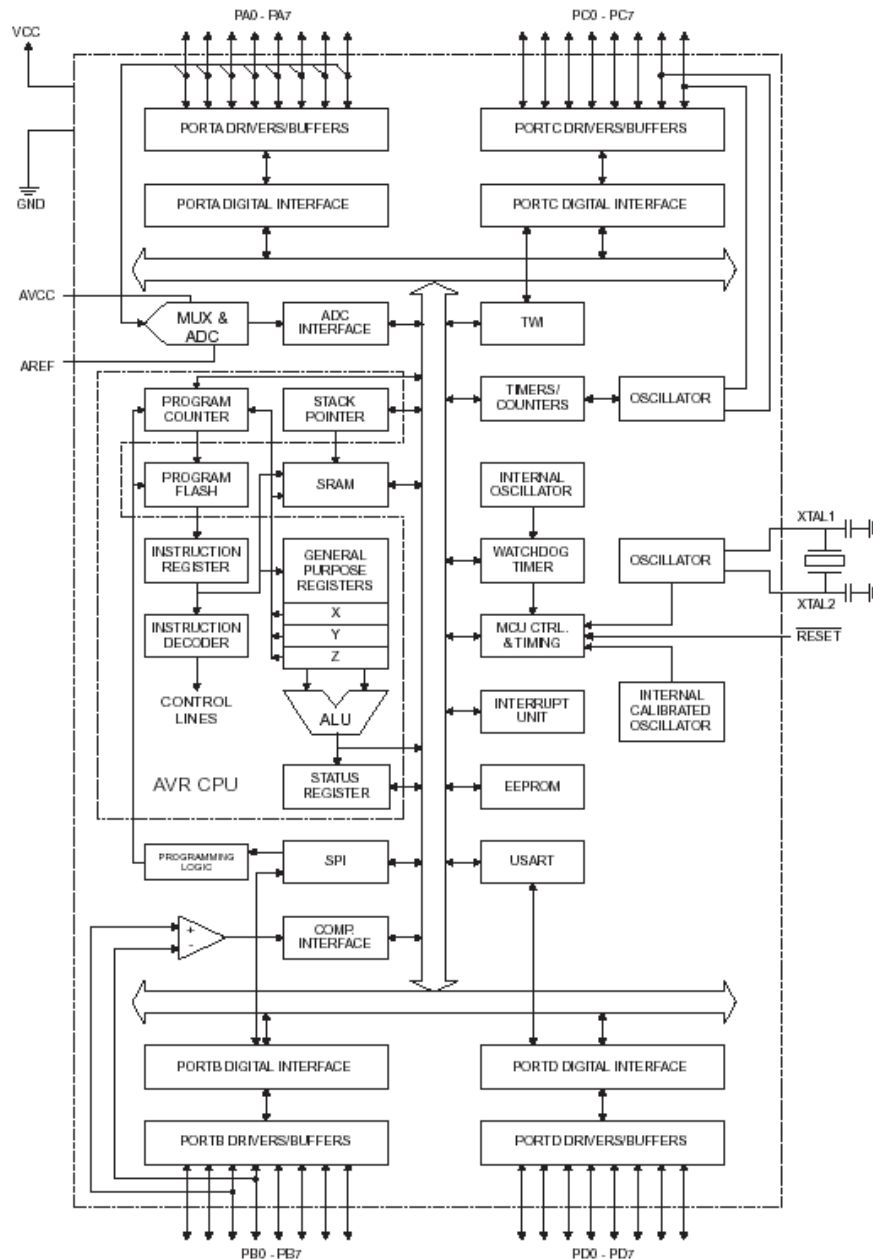 PA0 - PA7
PC0 - PC7
VCC
GND
PORTA DRIVERS/BUFFERS
PORTC DRIVERS/BUFFERS
PORTA DIGITAL INTERFACE
PORTC DIGITAL INTERFACE
AVCC
AREF
MUX &
ADC
ADC
INTERFACE
TWI
PROGRAM
COUNTER
STACK
POINTER
TIMERS/
COUNTERS
OSCILLATOR
PROGRAM
FLASH
SRAM
INTERNAL
OSCILLATOR
INSTRUCTION
REGISTER
GENERAL
PURPOSE
REGISTERS
X
Y
Z
WATCHDOG
TIMER
OSCILLATOR
XTAL1
XTAL2
INSTRUCTION
DECODER
MCU CTRL.
& TIMING
RESET
CONTROL
LINES
ALU
INTERRUPT
UNIT
INTERNAL
CALIBRATED
OSCILLATOR
AVR CPU
STATUS
REGISTER
EEPROM
PROGRAMMING
LOGIC
SPI
USART
+
-
COMP.
INTERFACE
PORTB DIGITAL INTERFACE
PORTD DIGITAL INTERFACE
PORTB DRIVERS/BUFFERS
PORTD DRIVERS/BUFFERS
PB0 - PB7
PD0 - PD7